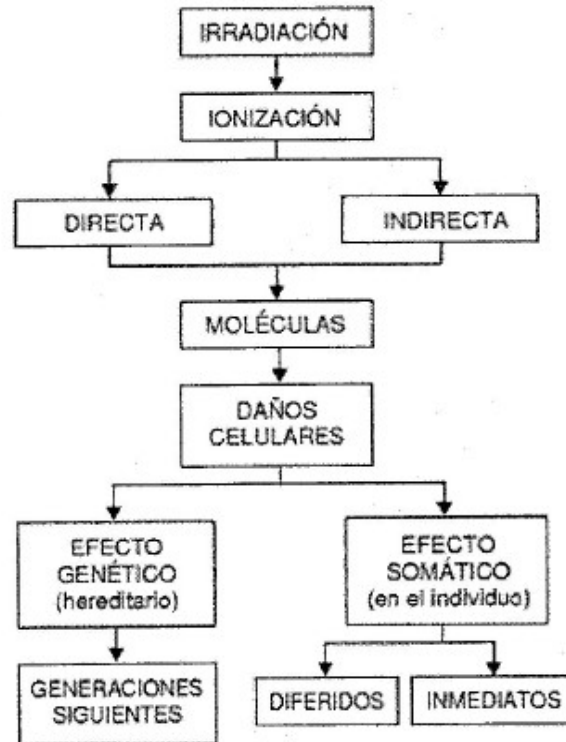 IRRADIACIÓN
IONIZACIÓN
DIRECTA
INDIRECTA
MOLÉCULAS
DAÑOS
CELULARES
EFECTO
GENÉTICO
(hereditario)
EFECTO
SOMÁTICO
(en el individuo)
GENERACIONES
SIGUIENTES
DIFERIDOS
INMEDIATOS